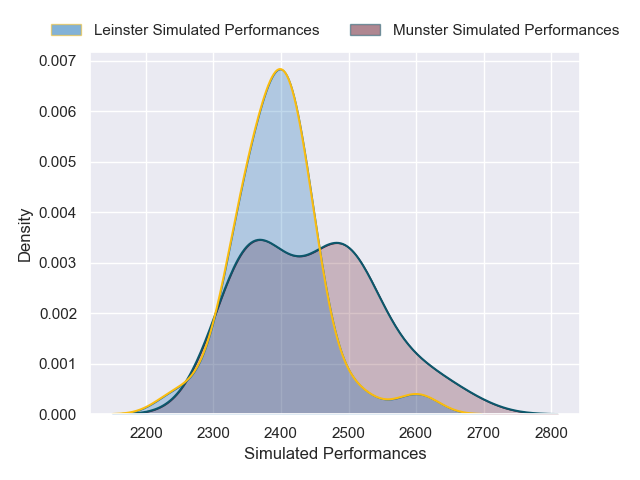 Leinster Simulated Performances Munster Simulated Performances
0.007
0.006
0.005
0.004
0.003
0.002
0.001
0.000
Density
2200 2300 2400 2500 2600 2700 2800
Simulated Performances